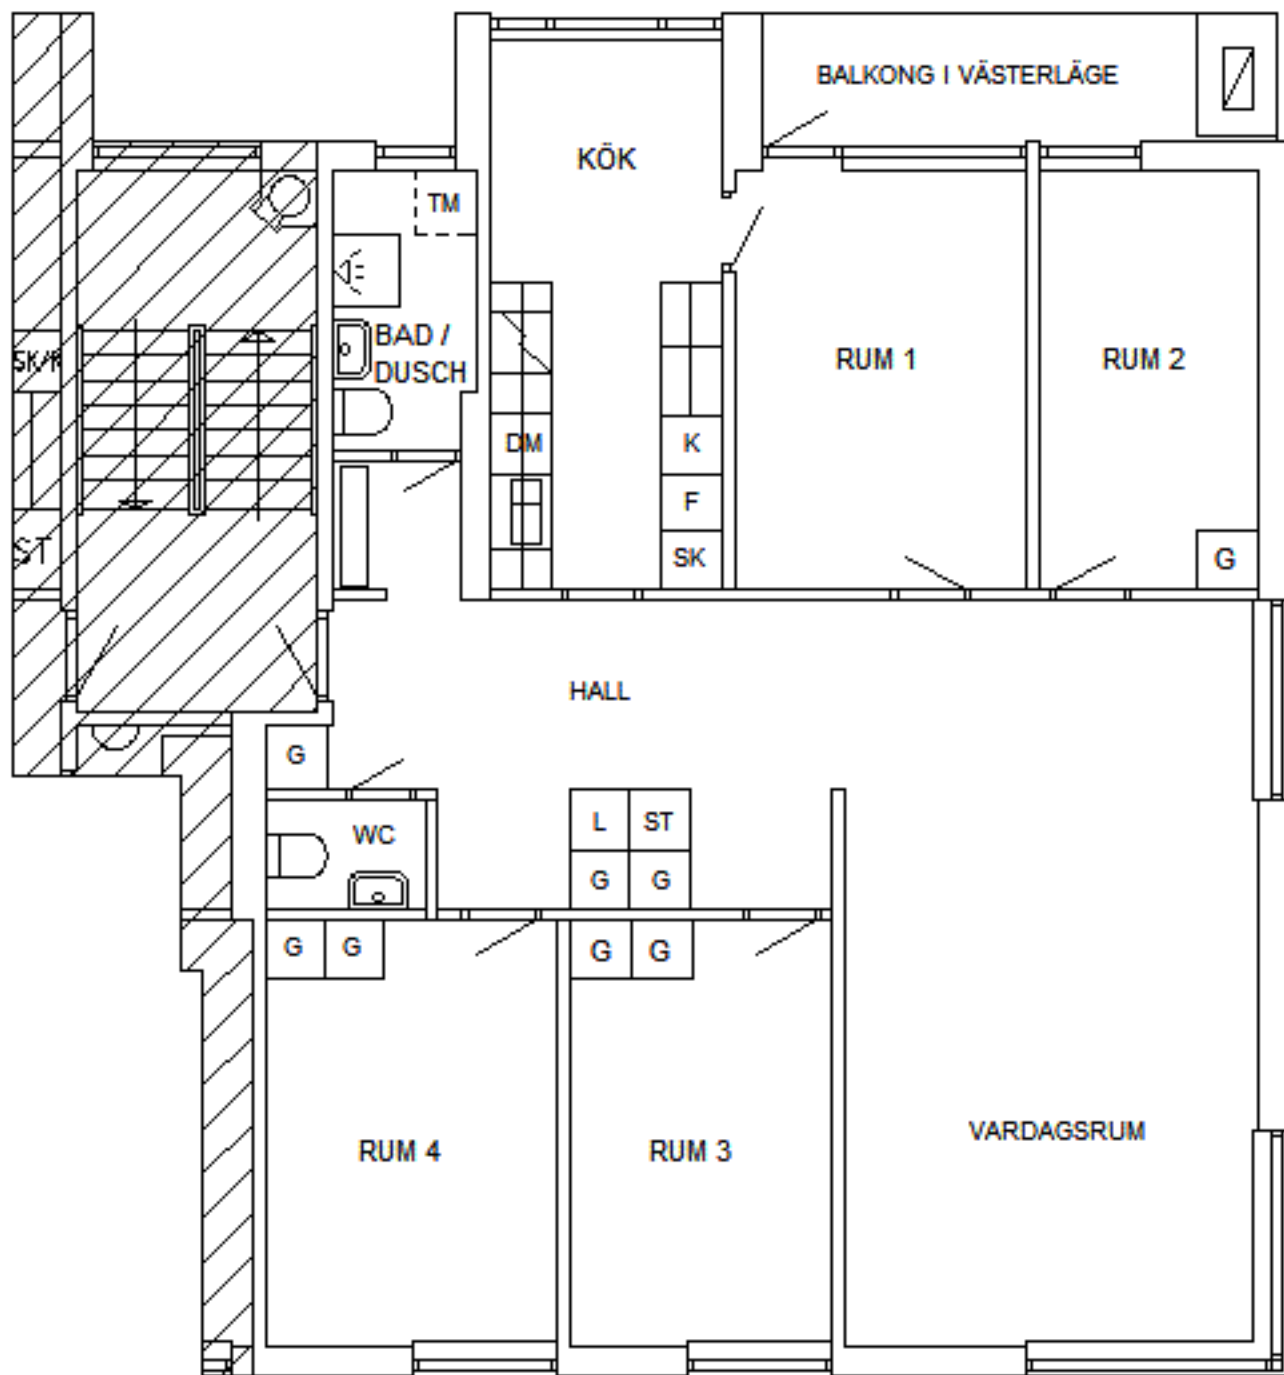 BALKONG I VÄSTERLÄGE
KÖK
TM
BAD /
DUSCH
RUM 1
RUM 2
SK/
DM
K
F
SK
ST
G
HALL
G
WC
L ST
G G
G G
G G
RUM 4
RUM 3
VARDAGSRUM